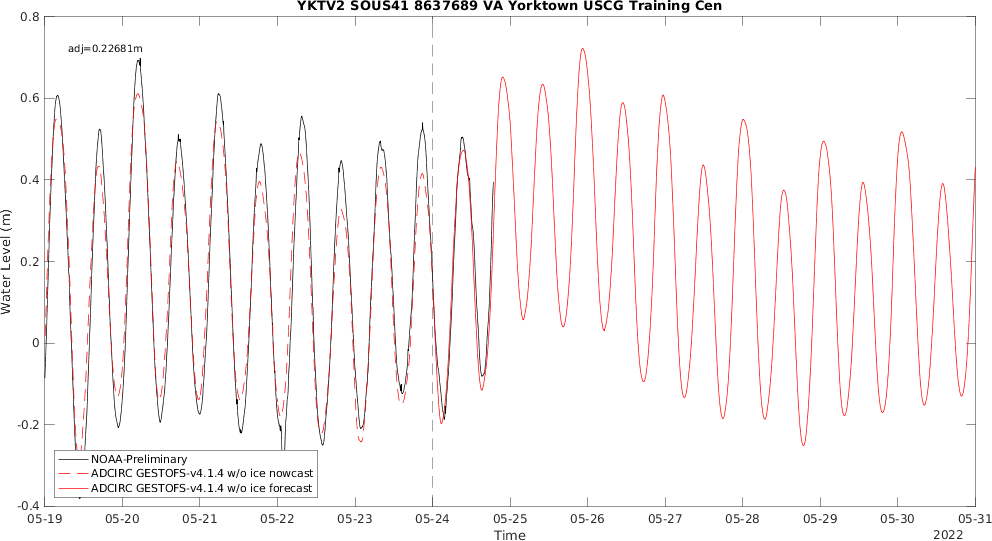 YKTV2 SOUS41 8637689 VA Yorktown USCG Training Cen
adj=0.22681m
0.8
0.6
0.4
0.2
0
-0.2
-0.4
Water Level (m)
NOAA-Preliminary
ADCIRC GESTOFS-v4.1.4 w/o ice nowcast
ADCIRC GESTOFS-v4.1.4 w/o ice forecast
05-19 05-20 05-21 05-22 05-23 05-24 05-25 05-26 05-27 05-28 05-29 05-30 05-31
Time
2022